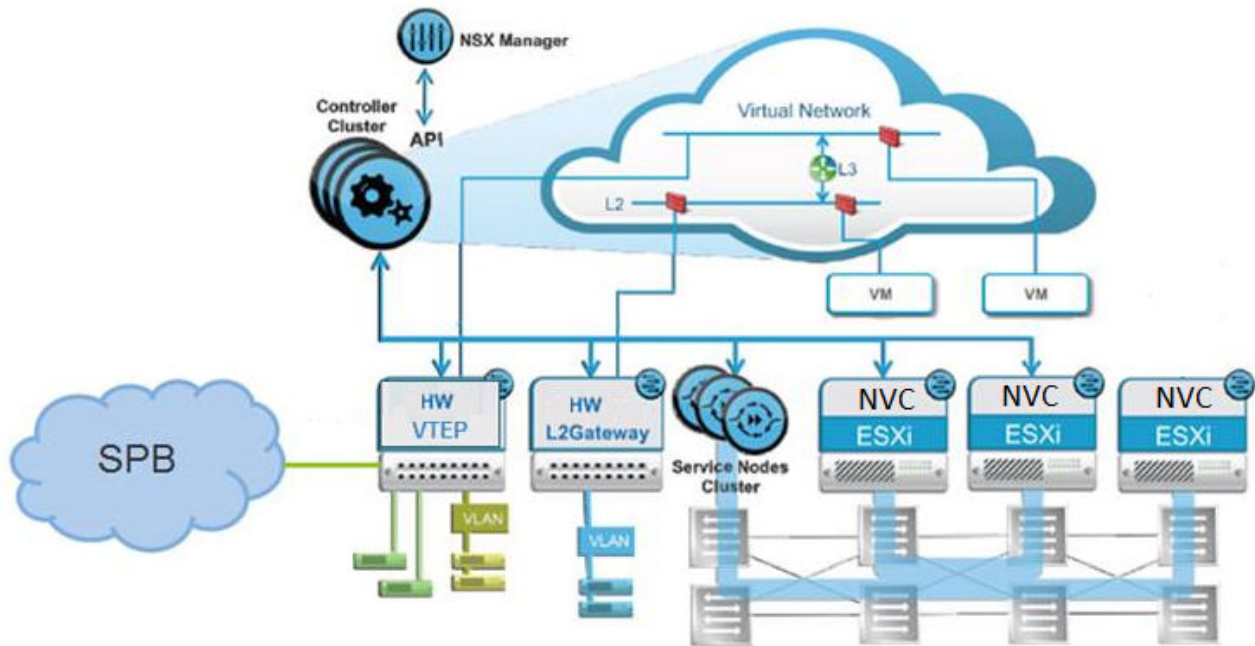 NSX Manager
Controller
Cluster
API
Virtual Network
L3
L2
VM
VM
HW
VTEP
HW
L2Gateway
NVC
ESXi
NVC
ESXi
NVC
ESXi
SPB
Service Nodes
Cluster
VLAN
VLAN